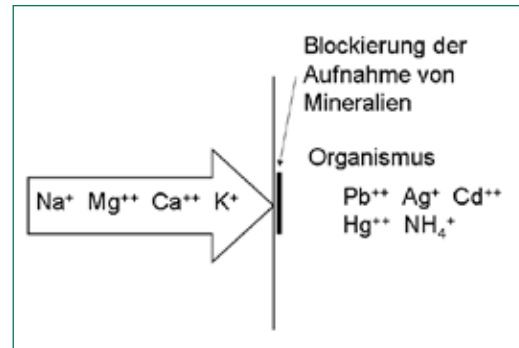 Blockierung der
Aufnahme von
Mineralien
Organismus
Na⁺ Mg⁺⁺ Ca⁺⁺ K⁺
Pb⁺⁺ Ag⁺ Cd⁺⁺
Hg⁺⁺ NH₄⁺